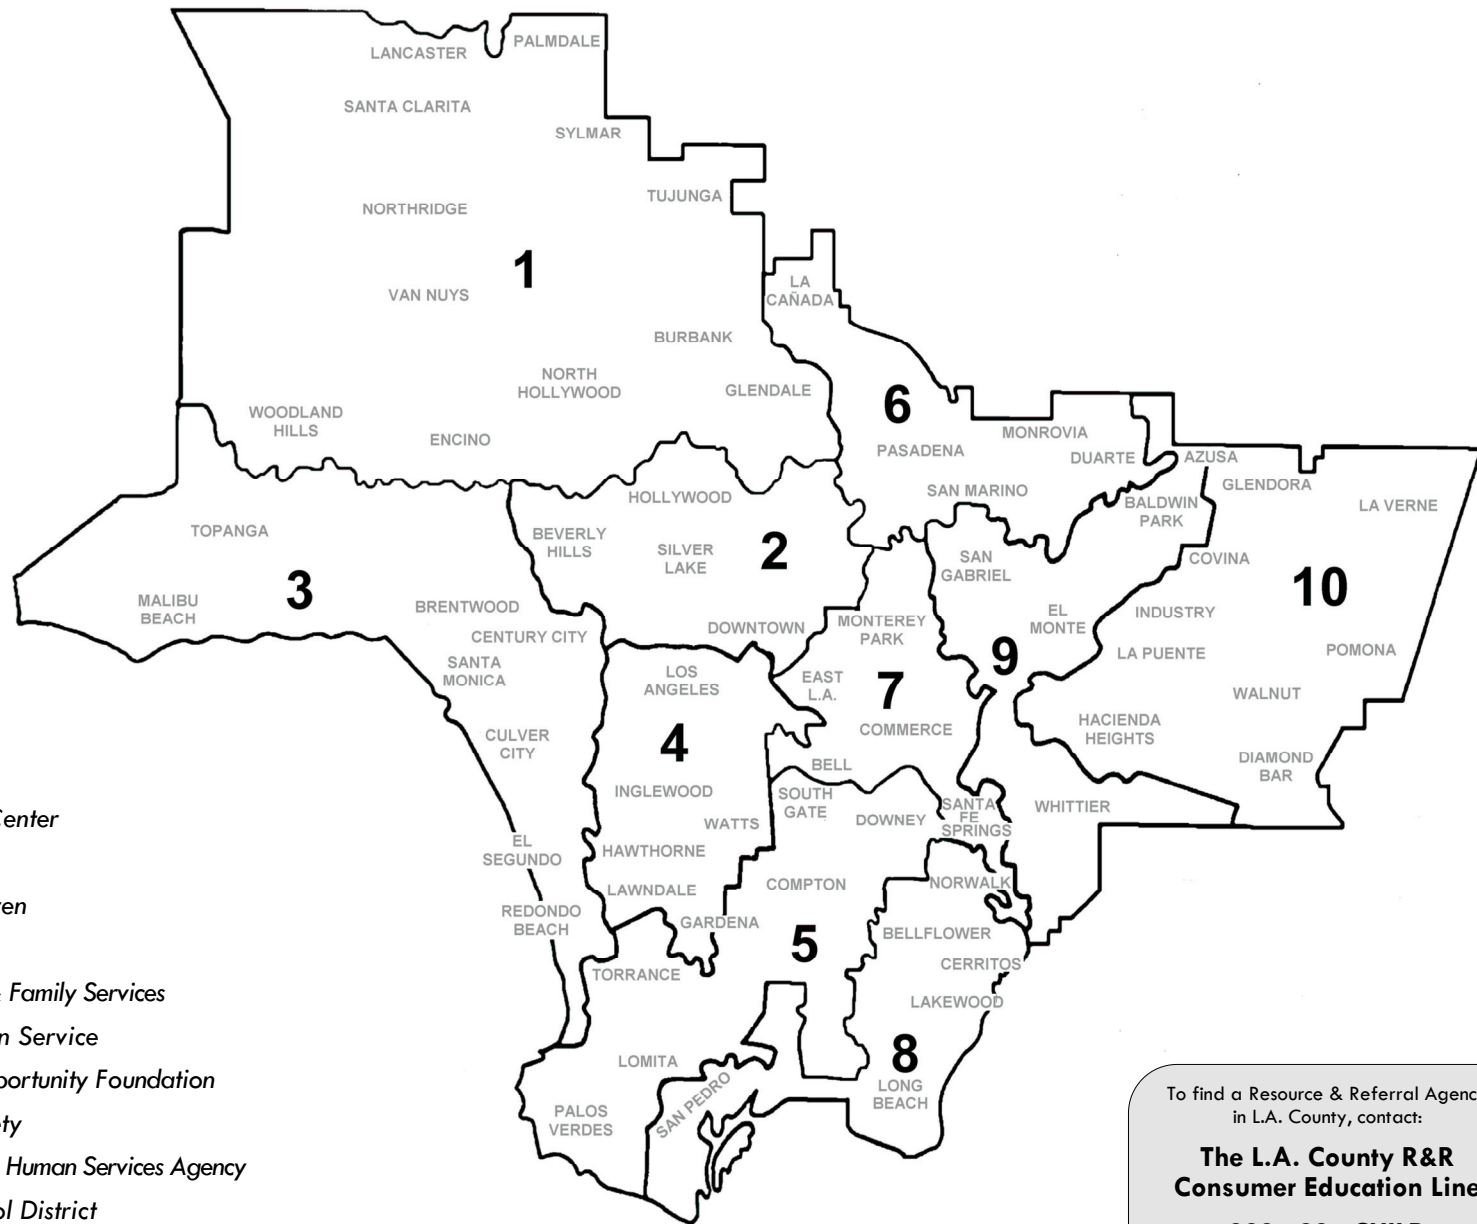 LANCASTER
PALMDALE
SANTA CLARITA
SYLMAR
NORTHRIDGE
TUJUNGA
1
VAN NUYS
LA
CAÑADA
BURBANK
NORTH
HOLLYWOOD
GLENDALE
WOODLAND
HILLS
ENCINO
6
PASADENA
MONROVIA
DUARTE
SAN MARINO
AZUSA
GLENDORA
LA VERNE
BALDWIN
PARK
TOPANGA
HOLLYWOOD
BEVERLY
HILLS
SILVER
LAKE
2
SAN
GABRIEL
COVINA
3
10
MALIBU
BEACH
BRENTWOOD
CENTURY CITY
DOWNTOWN
MONTEREY
PARK
EL
MONTE
INDUSTRY
SANTA
MONICA
LOS
ANGELES
EAST
L.A.
7
9
LA PUENTE
POMONA
WALNUT
CULVER
CITY
4
COMMERCE
HACIENDA
HEIGHTS
BELL
DIAMOND
BAR
INGLEWOOD
SOUTH
GATE
WATTS
DOWNEY
SANTA
FE
SPRINGS
WHITTIER
EL
SEGUNDO
HAWTHORNE
LAWNDALE
COMPTON
NORWALK
REDONDO
BEACH
GARDENA
5
BELLFLOWER
CERRITOS
TORRANCE
LAKEWOOD
LOMITA
8
LONG
BEACH
SAN PEDRO
PALOS
VERDES
Center
en
& Family Services
n Service
portunity Foundation
ety
Human Services Agency
ol District
To find a Resource & Referral Agenc
in L.A. County, contact:
The L.A. County R&R
Consumer Education Line